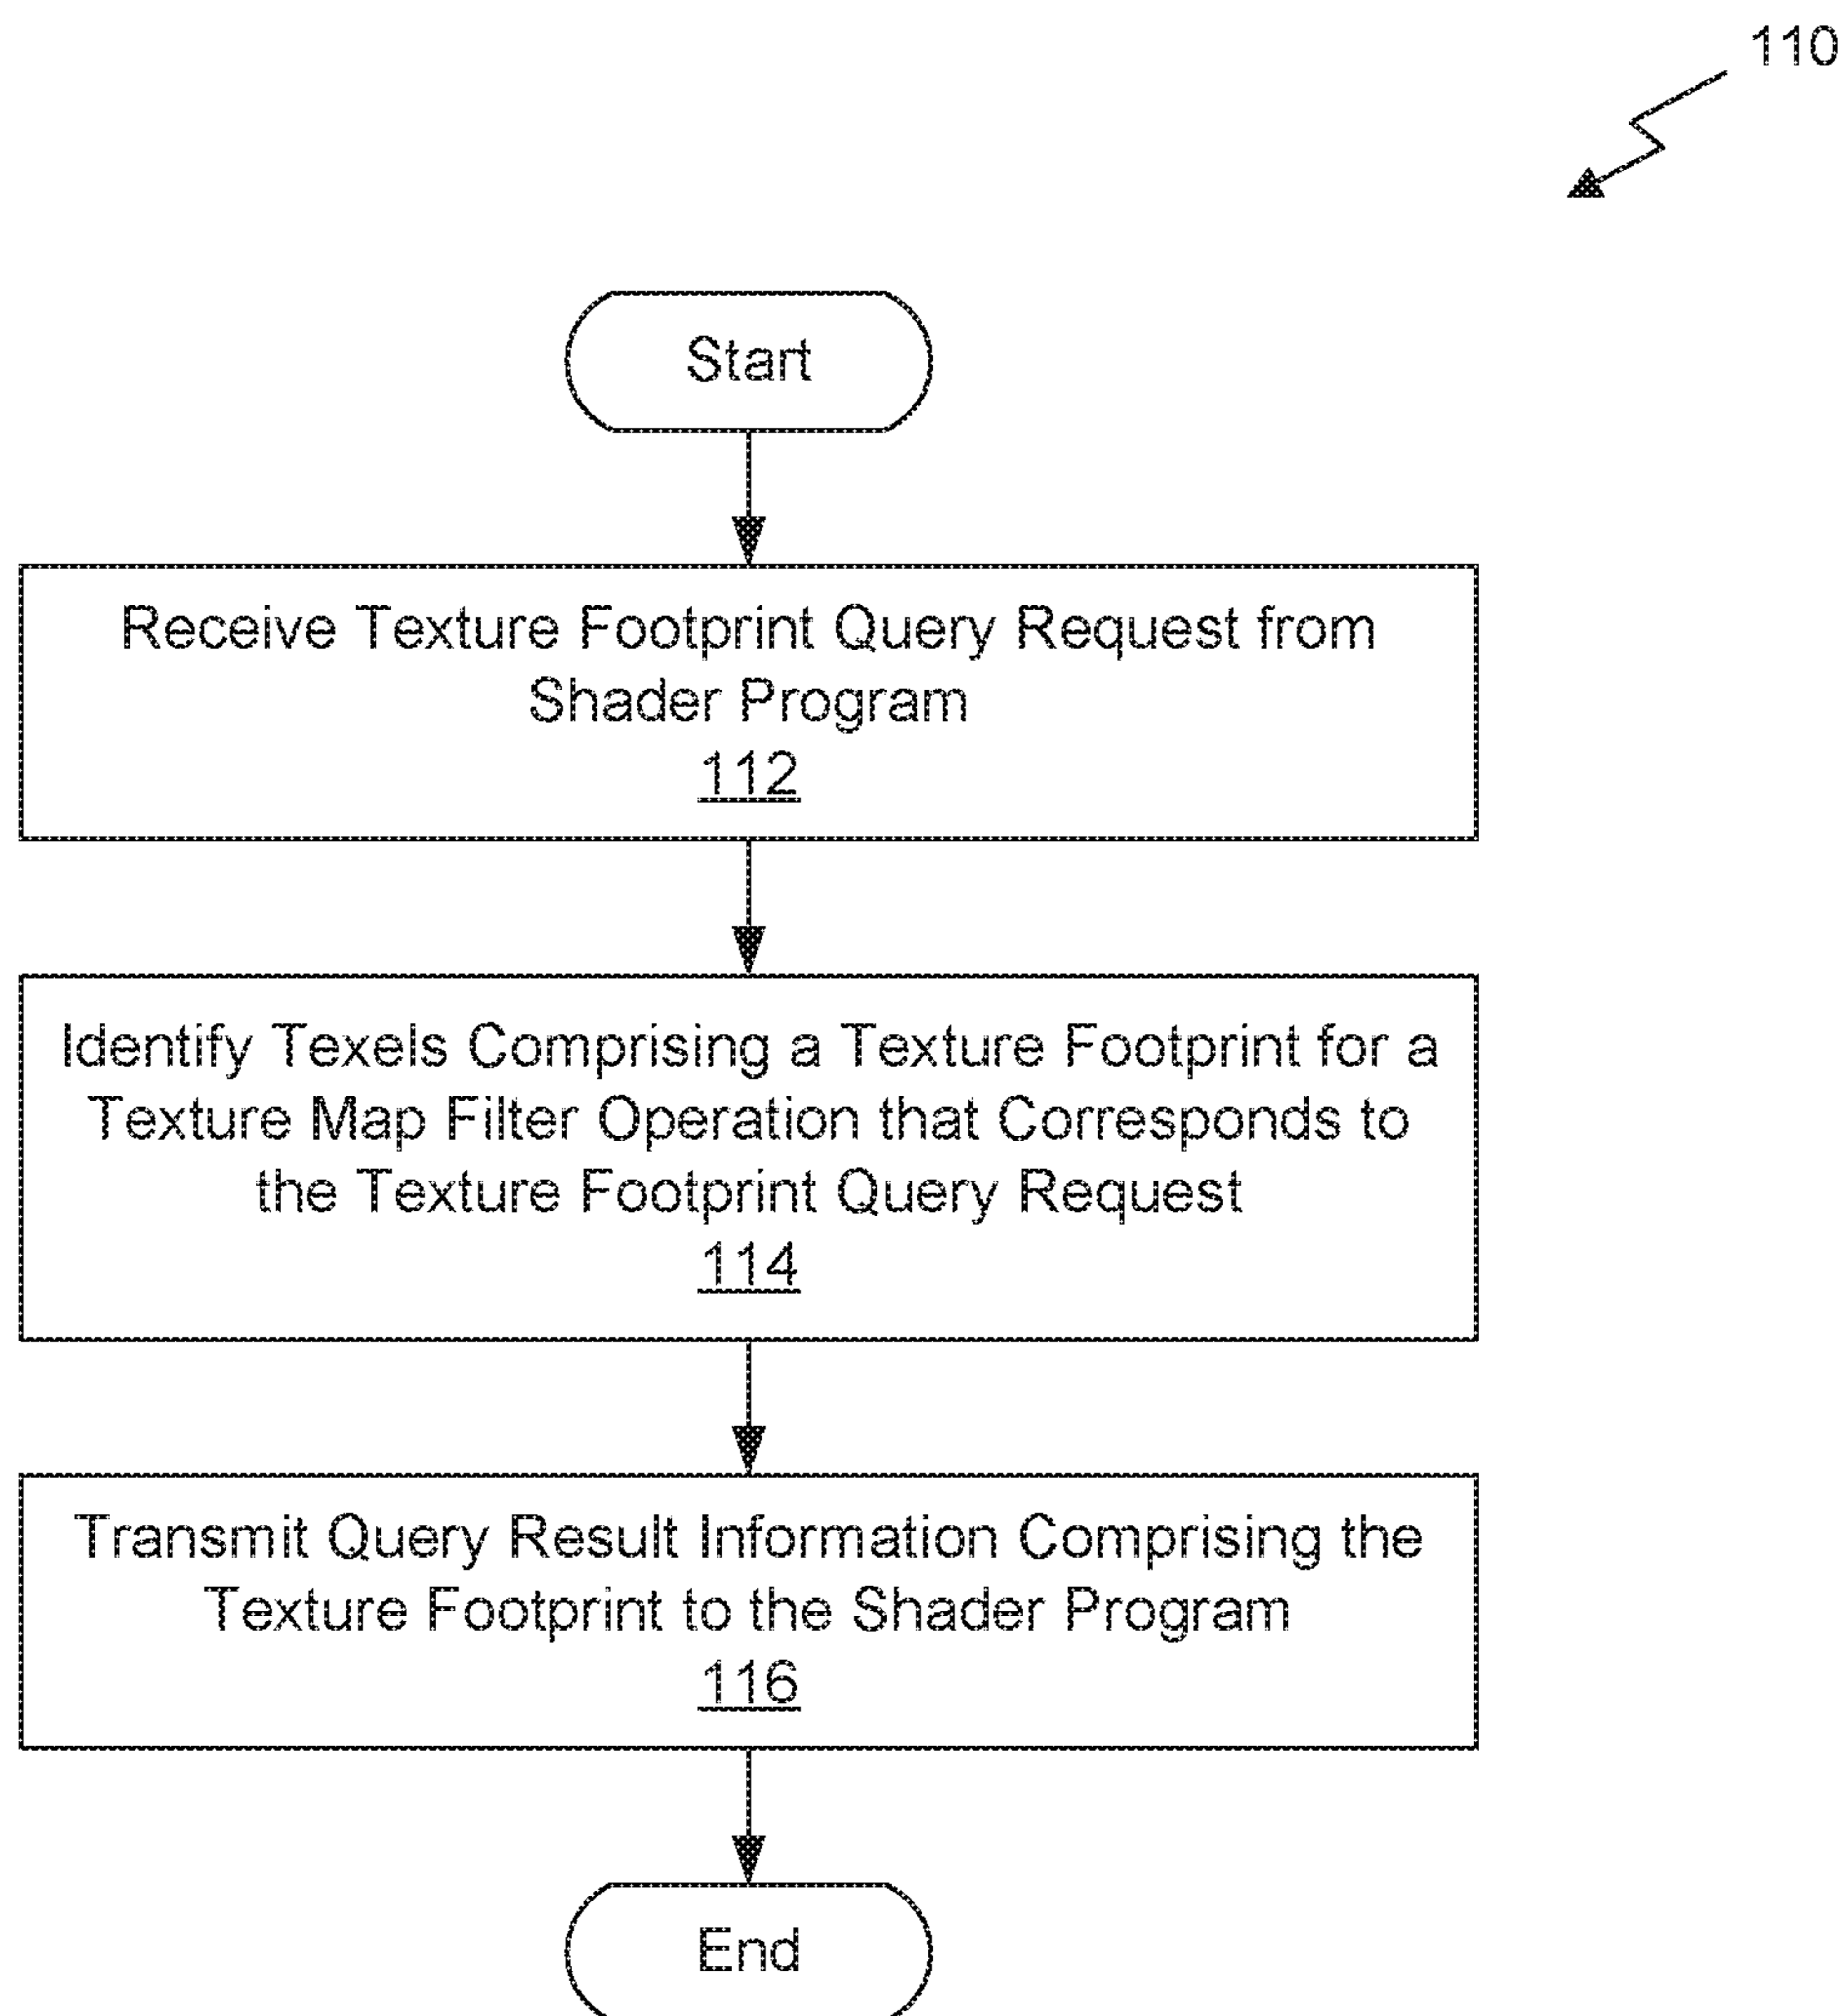 110
Start
Receive Texture Footprint Query Request from
Shader Program
112
Identify Texels Comprising a Texture Footprint for a
Texture Map Filter Operation that Corresponds to
the Texture Footprint Query Request
114
Transmit Query Result Information Comprising the
Texture Footprint to the Shader Program
116
End